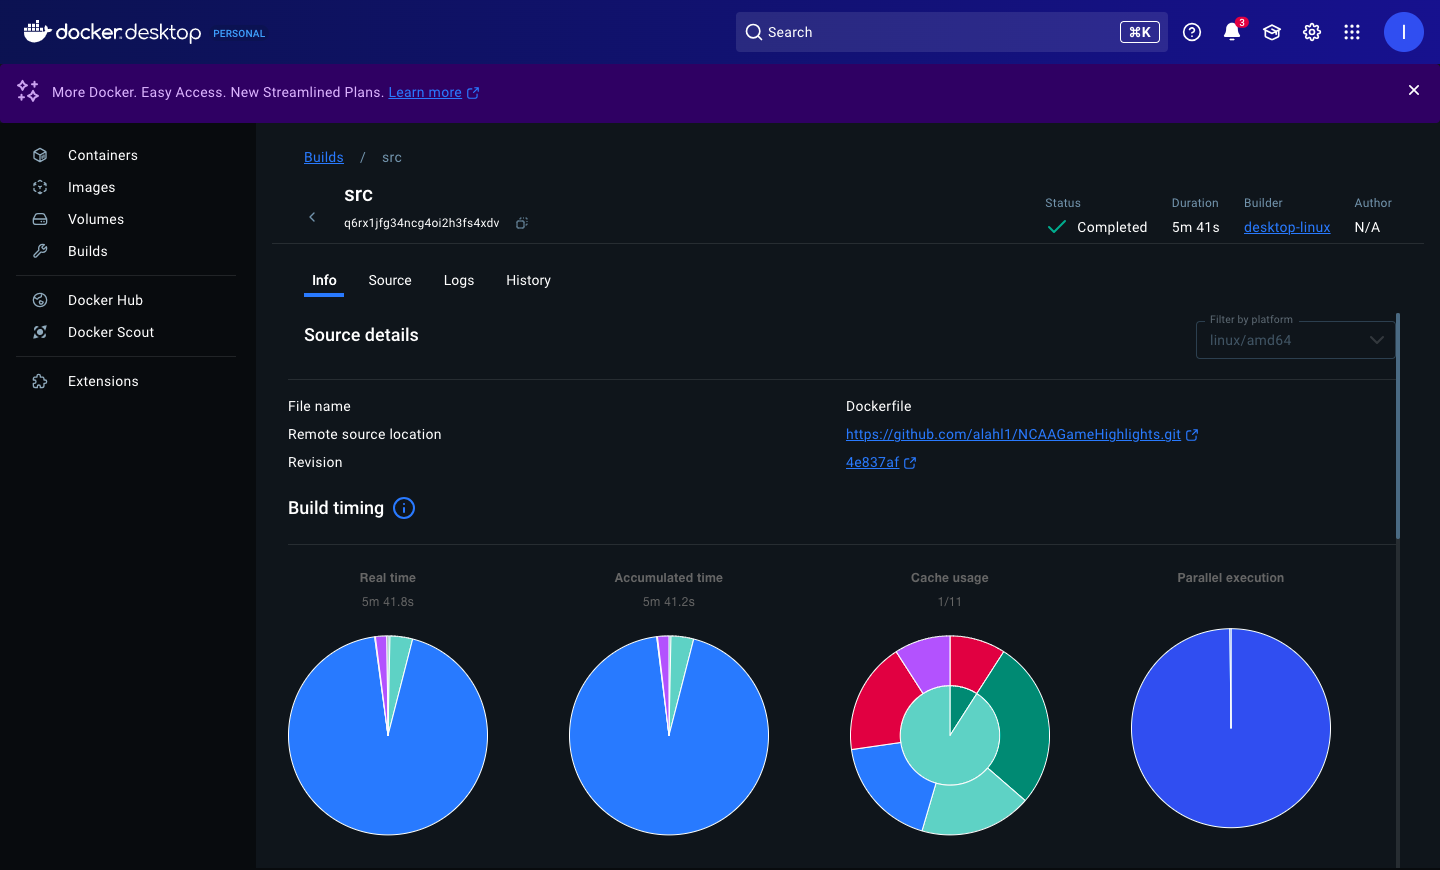 docker.desktop PERSONAL
Search
⌘K
3
I
More Docker. Easy Access. New Streamlined Plans. Learn more
Containers
Images
Volumes
Builds
Docker Hub
Docker Scout
Extensions
Builds / src
src
q6rx1jfg34ncg4oi2h3fs4xdv
Status
Completed
Duration
5m 41s
Builder
desktop-linux
Author
N/A
Info
Source
Logs
History
Source details
Filter by platform
linux/amd64
File name
Dockerfile
Remote source location
https://github.com/alahl1/NCAAGameHighlights.git
Revision
4e837af
Build timing
Real time
5m 41.8s
Accumulated time
5m 41.2s
Cache usage
1/11
Parallel execution